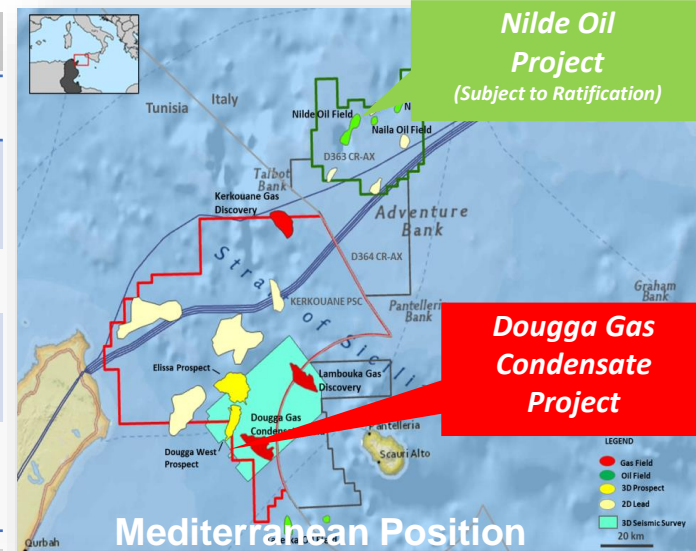 Nilde Oil
Project
(Subject to Ratification)
Italy
Tunisia
Nilde Oil Field
N
Naila Oil Field
D363 CR-AX
Talbot
Bank
Kerkouane Gas
Discovery
Adventure
Bank
Strait of Sicily
D364 CR-AX
KERKOUANE PSC
Graham
Bank
Pantelleri
Bank
Dougga Gas
Condensate
Project
Elissa Prospect
Lambouka Gas
Discovery
Dougga Gas
Dougga West
Prospect
Scauri Alto
LEGEND
Gas Field
Oil Field
3D Prospect
2D Lead
3D Seismic Survey
20 km
Mediterranean Position
Qurbah